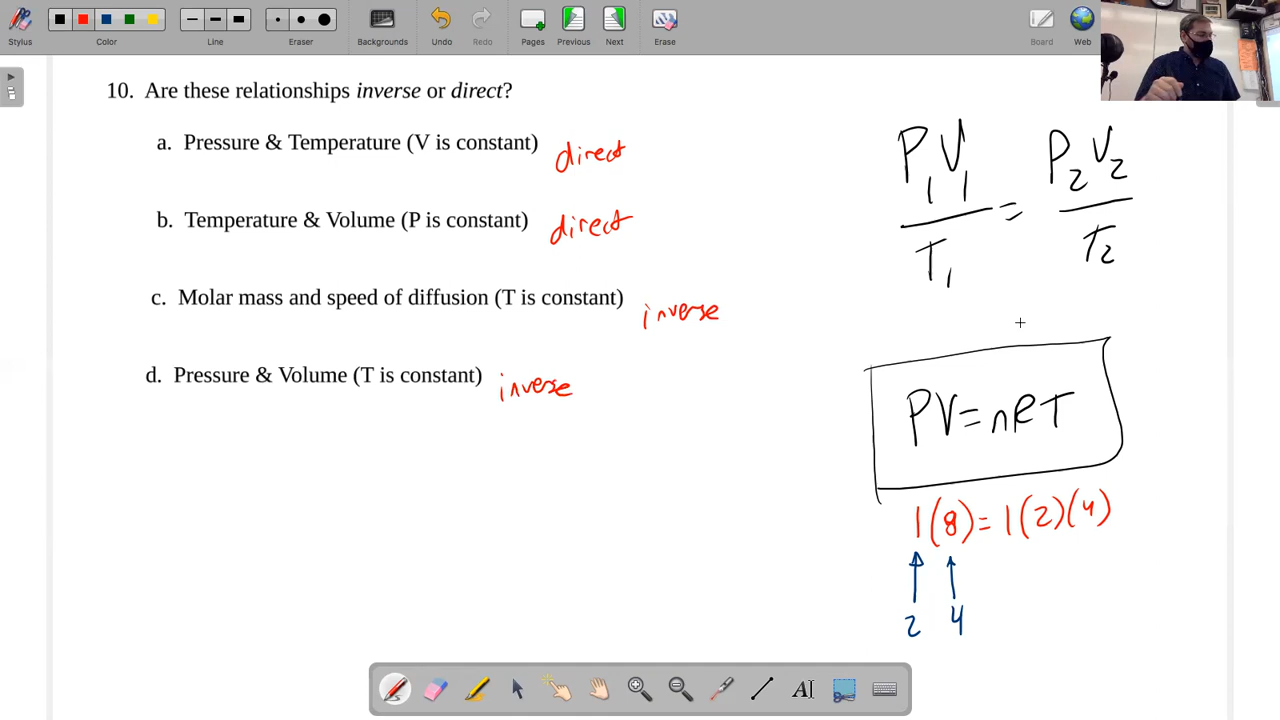 Stylus
Color
Line
Eraser
Backgrounds
Undo
Redo
Pages
Previous
Next
Erase
Board
Web
10. Are these relationships inverse or direct?
a. Pressure & Temperature (V is constant) direct
b. Temperature & Volume (P is constant) direct
c. Molar mass and speed of diffusion (T is constant) inverse
d. Pressure & Volume (T is constant) inverse
P₁V₁ = P₂V₂
T₁ T₂
PV=nRT
1(8)=1(2)(4)
2 4
AI